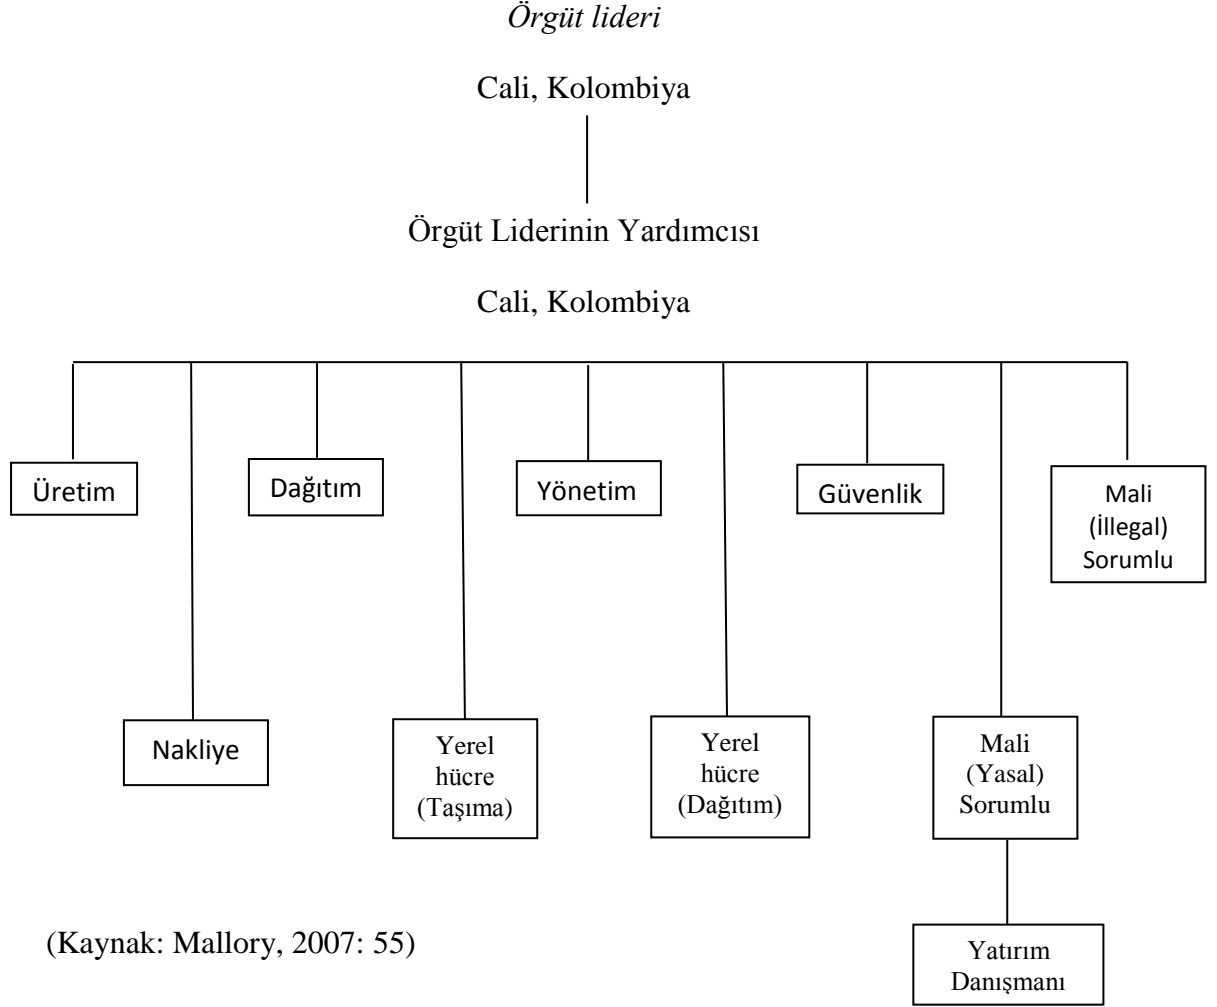 Örgüt lideri
Cali, Kolombiya
Örgüt Liderinin Yardımcısı
Cali, Kolombiya
Üretim
Dağıtım
Yönetim
Güvenlik
Mali
(İllegal)
Sorumlu
Nakliye
Yerel
hücre
(Taşıma)
Yerel
hücre
(Dağıtım)
Mali
(Yasal)
Sorumlu
(Kaynak: Mallory, 2007: 55)
Yatırım
Danışmanı